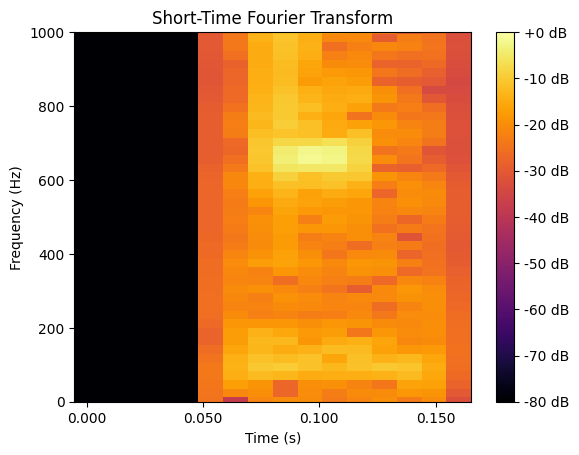 Short-Time Fourier Transform
1000
800
600
400
200
0
Frequency (Hz)
0.000
0.050
0.100
0.150
Time (s)
+0 dB
-10 dB
-20 dB
-30 dB
-40 dB
-50 dB
-60 dB
-70 dB
-80 dB